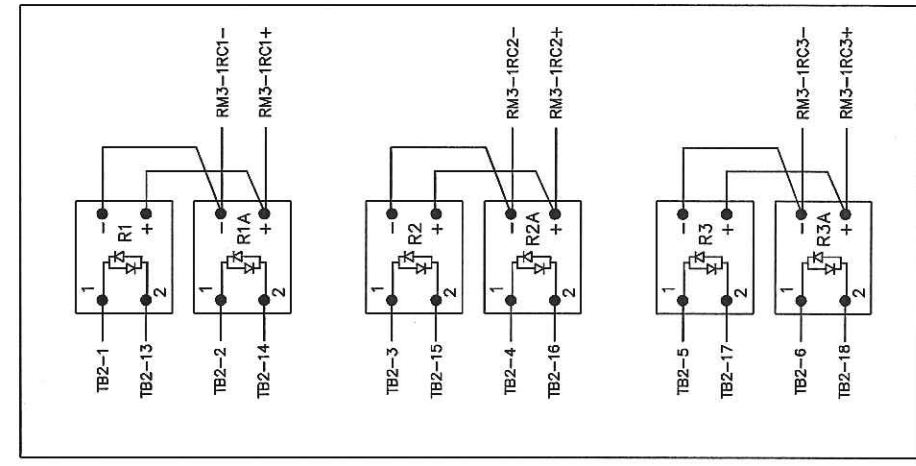 RM3-1RC1-
RM3-1RC1+
RM3-1RC2-
RM3-1RC2+
RM3-1RC3-
RM3-1RC3+
- R1 +
1 2
- R1A +
1 2
- R2 +
1 2
- R2A +
1 2
- R3 +
1 2
- R3A +
1 2
TB2-1
TB2-13
TB2-2
TB2-14
TB2-3
TB2-15
TB2-4
TB2-16
TB2-5
TB2-17
TB2-6
TB2-18